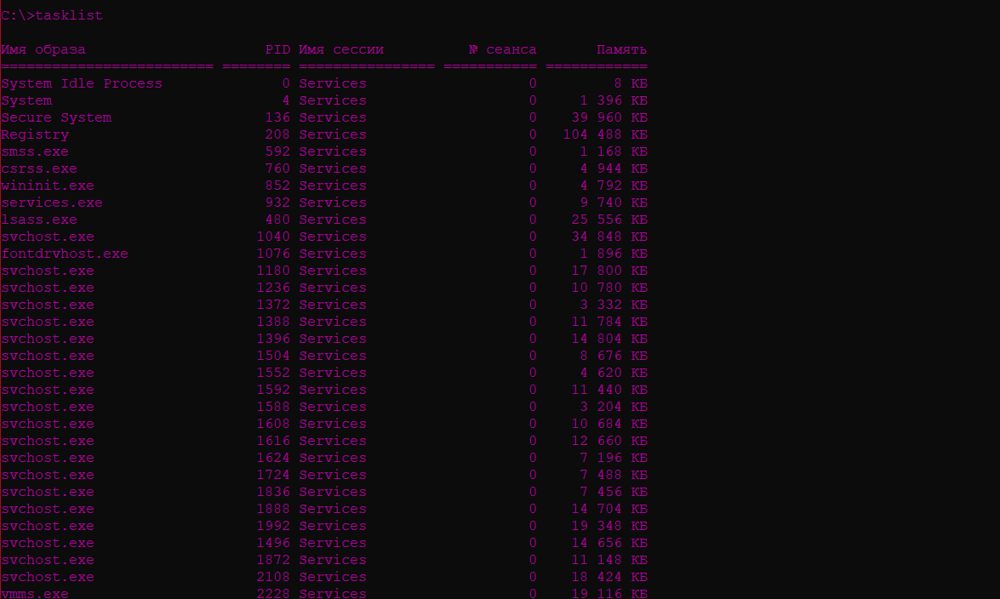 C:\>tasklist
Имя образа                     PID Имя сессии          № сеанса       Память
========================= ======== ================ =========== ============
System Idle Process              0 Services                   0         8 КБ
System                           4 Services                   0     1 396 КБ
Secure System                  136 Services                   0    39 960 КБ
Registry                       208 Services                   0   104 488 КБ
smss.exe                       592 Services                   0     1 168 КБ
csrss.exe                      760 Services                   0     4 944 КБ
wininit.exe                    852 Services                   0     4 792 КБ
services.exe                   932 Services                   0     9 740 КБ
lsass.exe                      480 Services                   0    25 556 КБ
svchost.exe                   1040 Services                   0    34 848 КБ
fontdrvhost.exe               1076 Services                   0     1 896 КБ
svchost.exe                   1180 Services                   0    17 800 КБ
svchost.exe                   1236 Services                   0    10 780 КБ
svchost.exe                   1372 Services                   0     3 332 КБ
svchost.exe                   1388 Services                   0    11 784 КБ
svchost.exe                   1396 Services                   0    14 804 КБ
svchost.exe                   1504 Services                   0     8 676 КБ
svchost.exe                   1552 Services                   0     4 620 КБ
svchost.exe                   1592 Services                   0    11 440 КБ
svchost.exe                   1588 Services                   0     3 204 КБ
svchost.exe                   1608 Services                   0    10 684 КБ
svchost.exe                   1616 Services                   0    12 660 КБ
svchost.exe                   1624 Services                   0     7 196 КБ
svchost.exe                   1724 Services                   0     7 488 КБ
svchost.exe                   1836 Services                   0     7 456 КБ
svchost.exe                   1888 Services                   0    14 704 КБ
svchost.exe                   1992 Services                   0    19 348 КБ
svchost.exe                   1496 Services                   0    14 656 КБ
svchost.exe                   1872 Services                   0    11 148 КБ
svchost.exe                   2108 Services                   0    18 424 КБ
vmms.exe                      2228 Services                   0    19 116 КБ